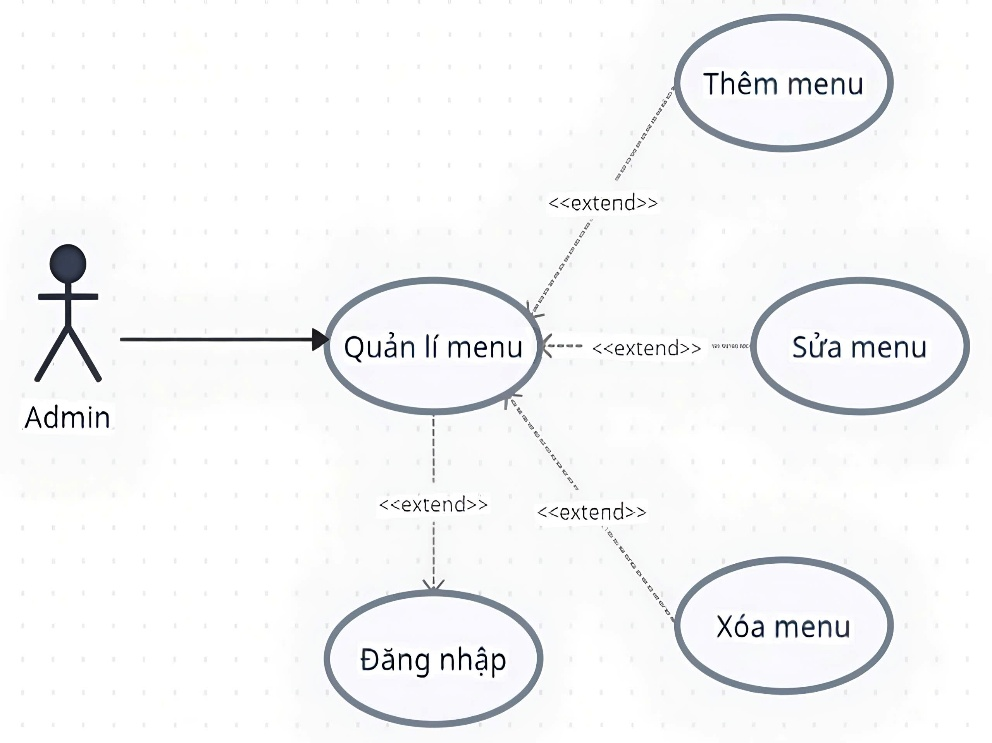 Thêm menu
<<extend>>
Quản lí menu
<<extend>>
Sửa menu
Admin
<<extend>>
<<extend>>
Đăng nhập
Xóa menu